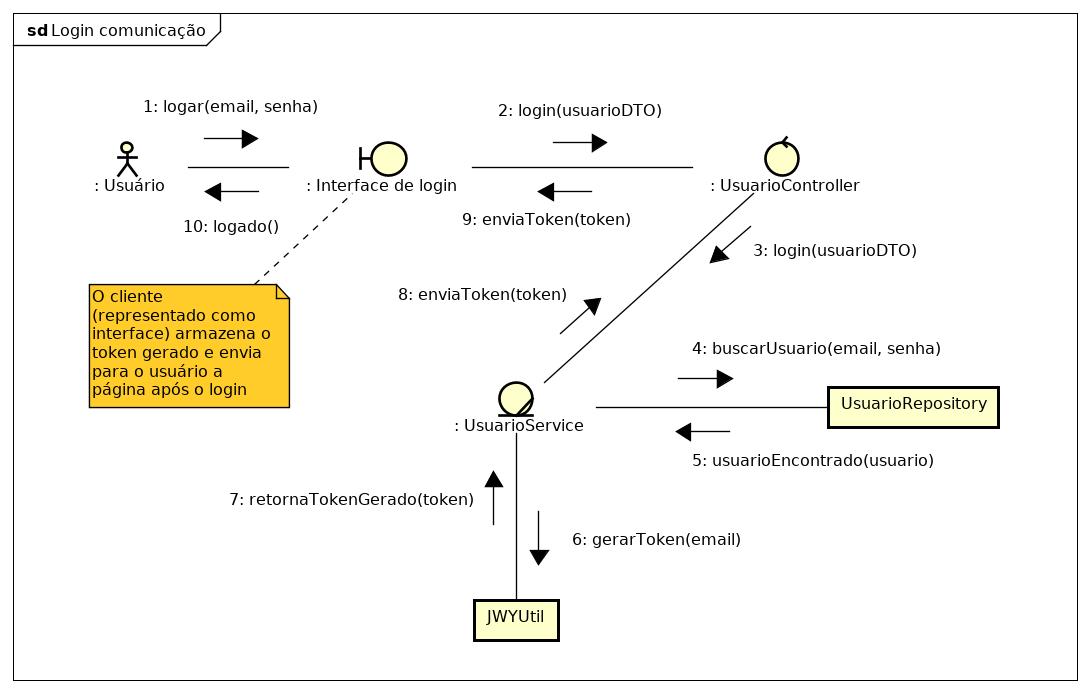 sd Login comunicação
1: logar(email, senha)
2: login(usuarioDTO)
: Usuário
: Interface de login
: UsuarioController
10: logado()
9: enviaToken(token)
3: login(usuarioDTO)
O cliente
(representado como
interface) armazena o
token gerado e envia
para o usuário a
página após o login
8: enviaToken(token)
4: buscarUsuario(email, senha)
UsuarioRepository
: UsuarioService
5: usuarioEncontrado(usuario)
7: retornaTokenGerado(token)
6: gerarToken(email)
JWYUtil